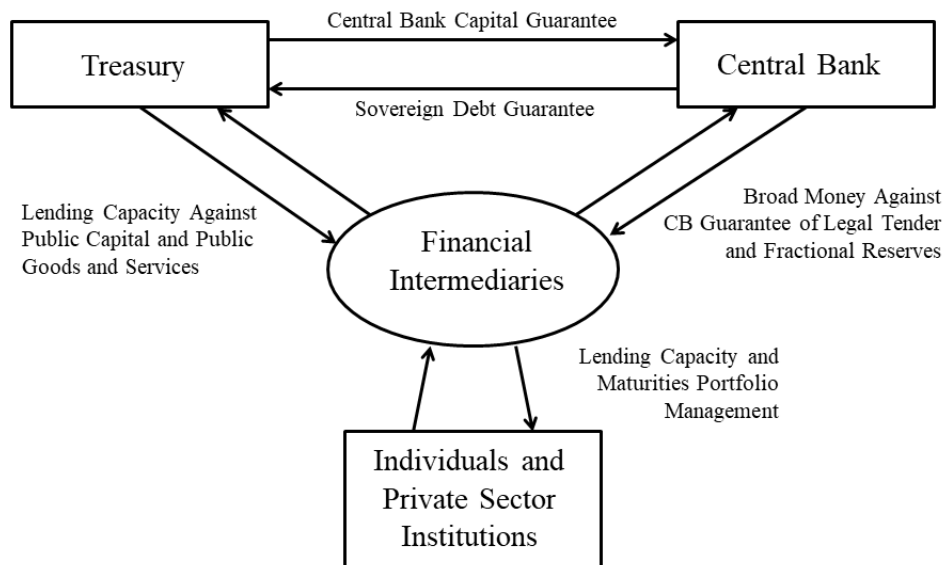 Central Bank Capital Guarantee
Treasury
Central Bank
Sovereign Debt Guarantee
Lending Capacity Against
Public Capital and Public
Goods and Services
Financial
Intermediaries
Broad Money Against
CB Guarantee of Legal Tender
and Fractional Reserves
Lending Capacity and
Maturities Portfolio
Management
Individuals and
Private Sector
Institutions